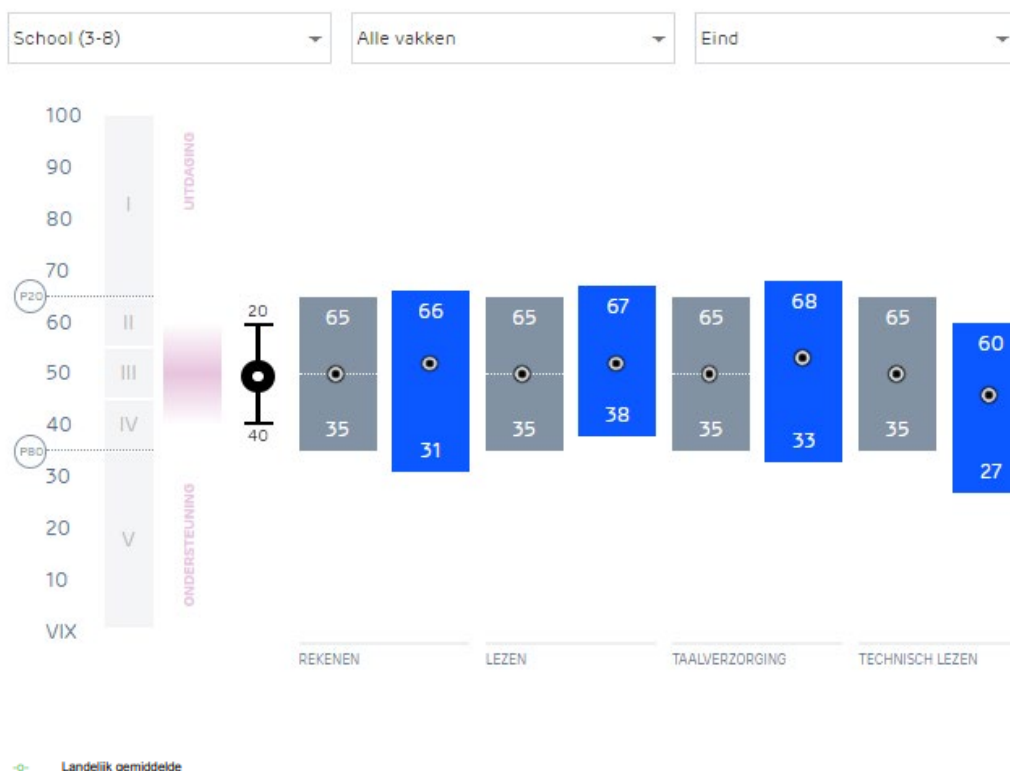 School (3-8)
Alle vakken
Eind
100
90
80
70
60
50
40
30
20
10
VIX
P20
P80
I
II
III
IV
V
UITDAGING
ONDERSTEUNING
20
40
65
35
66
31
65
35
67
38
65
35
68
33
65
35
60
27
REKENEN
LEZEN
TAALVERZORGING
TECHNISCH LEZEN
Landelijk gemiddelde